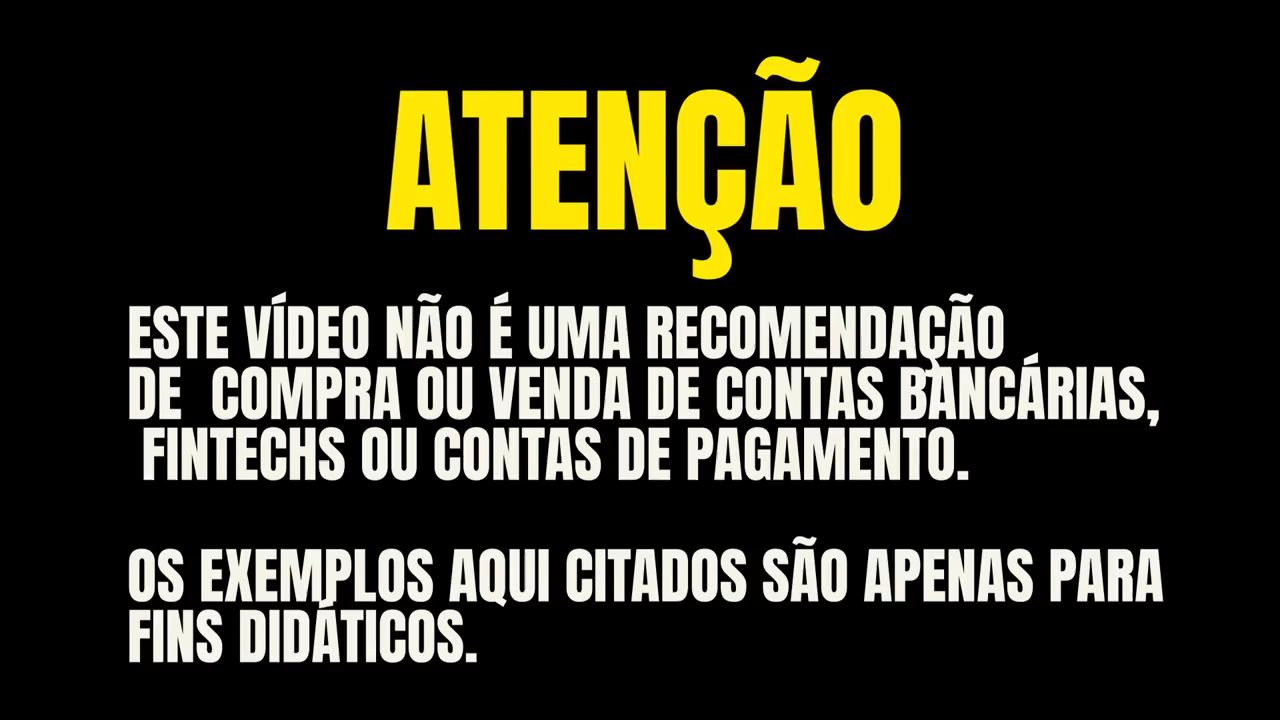 ATENÇÃO
ESTE VÍDEO NÃO É UMA RECOMENDAÇÃO
DE COMPRA OU VENDA DE CONTAS BANCÁRIAS,
FINTECHS OU CONTAS DE PAGAMENTO.
OS EXEMPLOS AQUI CITADOS SÃO APENAS PARA
FINS DIDÁTICOS.